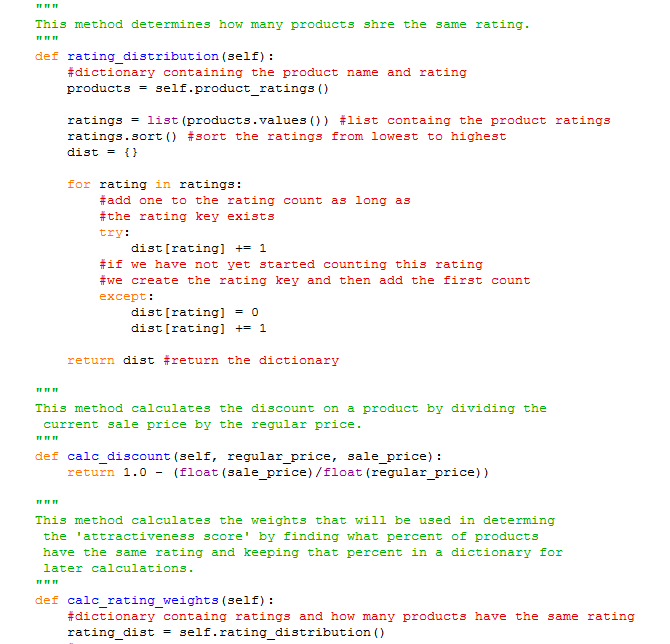 """
This method determines how many products shre the same rating.
"""
def rating_distribution(self):
#dictionary containing the product name and rating
products = self.product_ratings()
ratings = list(products.values()) #list containg the product ratings
ratings.sort() #sort the ratings from lowest to highest
dist = {}
for rating in ratings:
#add one to the rating count as long as
#the rating key exists
try:
dist[rating] += 1
#if we have not yet started counting this rating
#we create the rating key and then add the first count
except:
dist[rating] = 0
dist[rating] += 1
return dist #return the dictionary
"""
This method calculates the discount on a product by dividing the
current sale price by the regular price.
"""
def calc_discount(self, regular_price, sale_price):
return 1.0 - (float(sale_price)/float(regular_price))
"""
This method calculates the weights that will be used in determing
the 'attractiveness score' by finding what percent of products
have the same rating and keeping that percent in a dictionary for
later calculations.
"""
def calc_rating_weights(self):
#dictionary containg ratings and how many products have the same rating
rating_dist = self.rating_distribution()